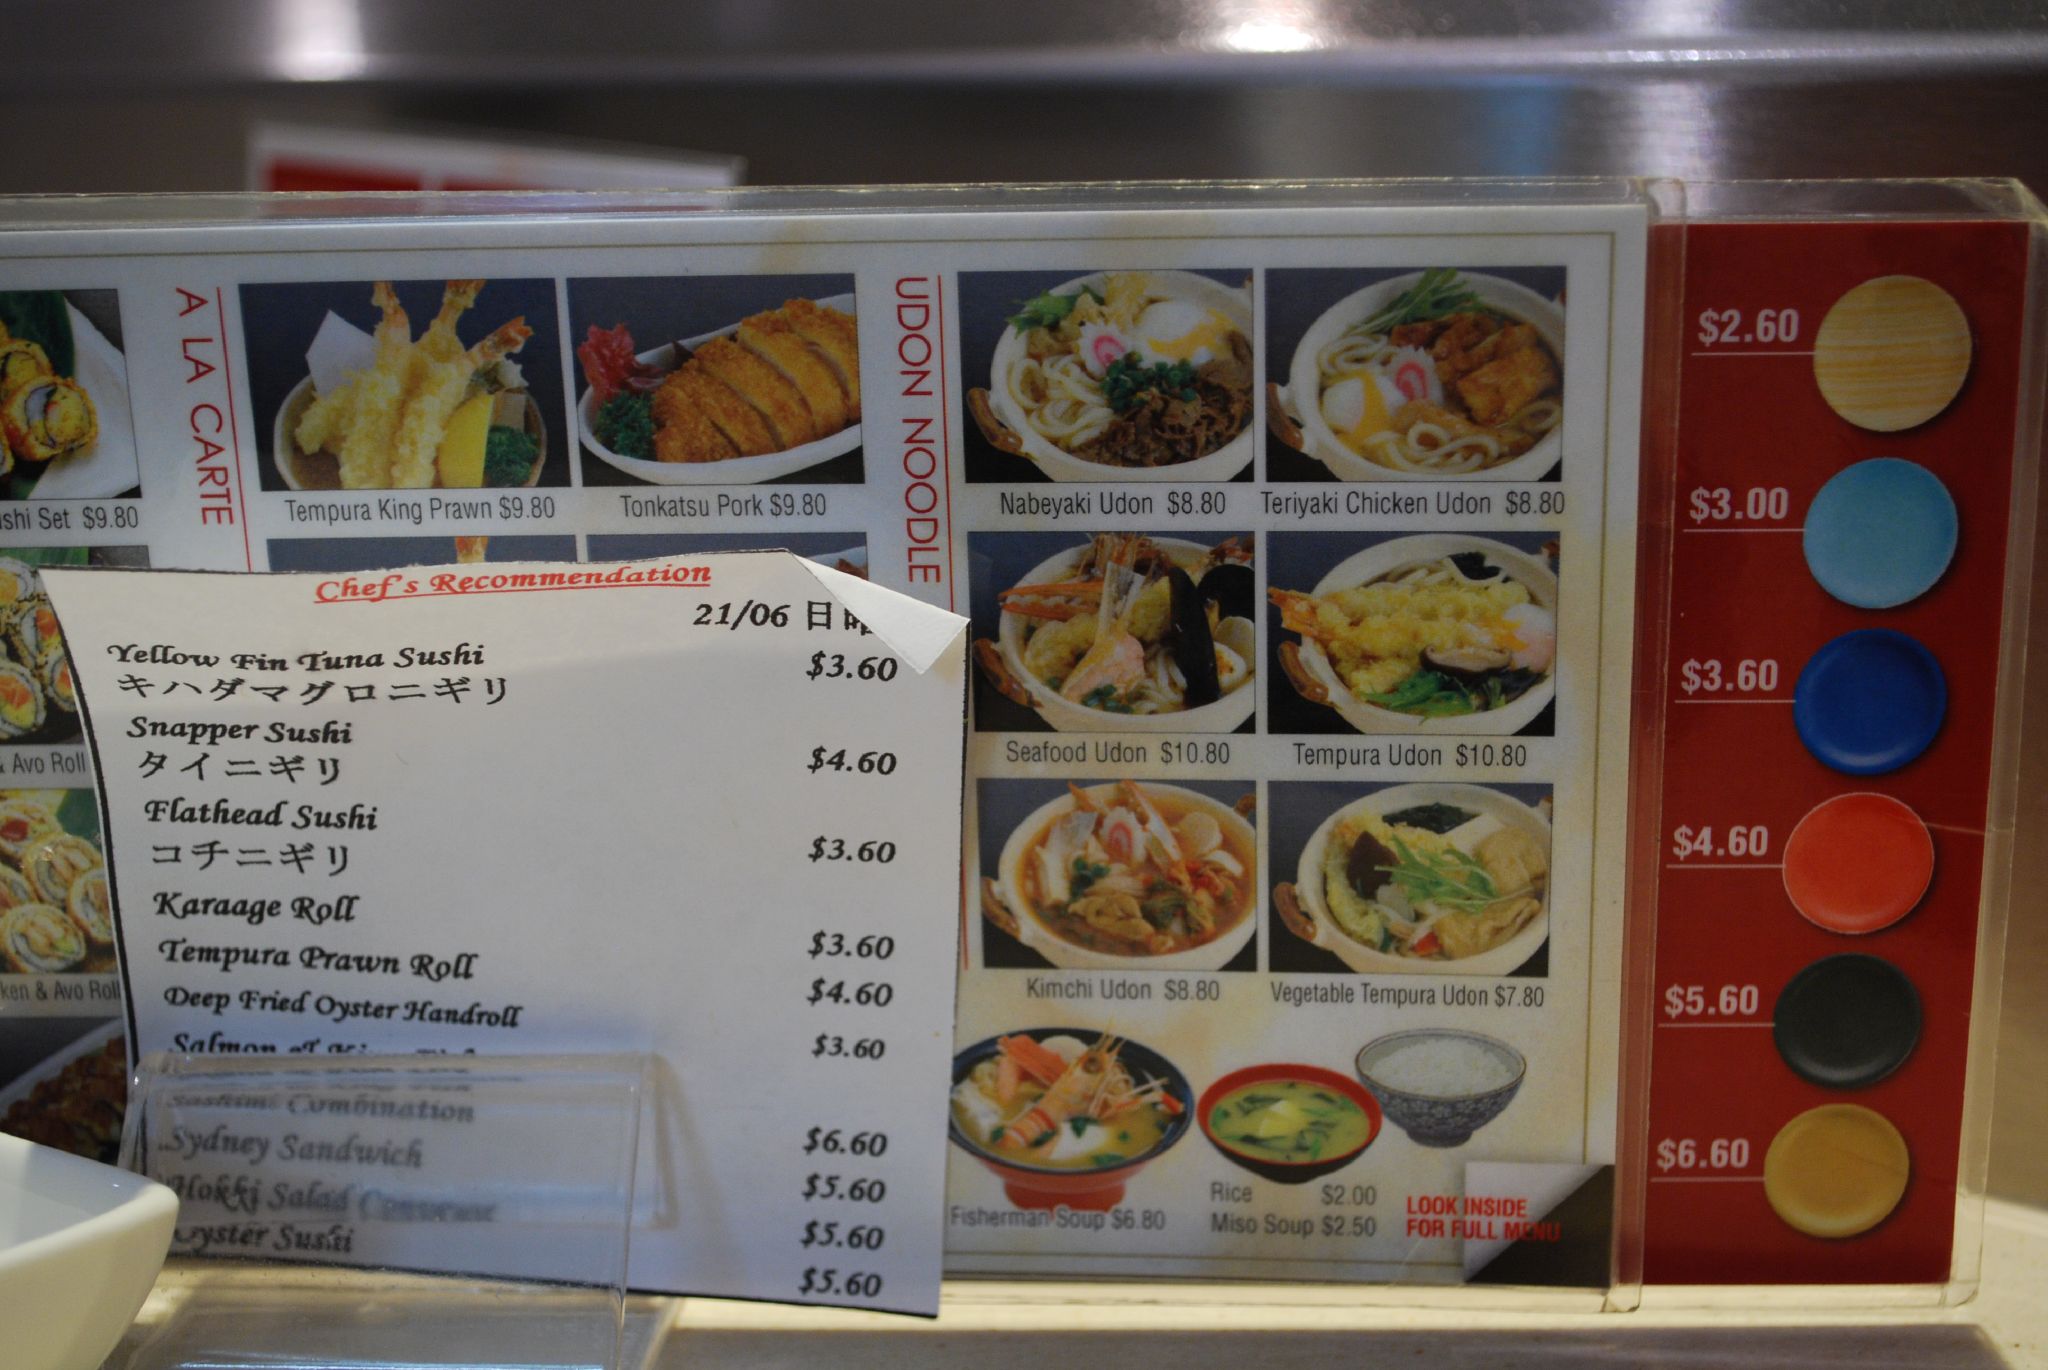 A LA CARTE
Tempura King Prawn $9.80
Tonkatsu Pork $9.80
Set $9.80
& Avo Roll
& Avo Roll
Chef's Recommendation
21/06 日
Yellow Fin Tuna Sushi $3.60
キハダマグロニギリ
Snapper Sushi
タイニギリ $4.60
Flathead Sushi
コチニギリ $3.60
Karaage Roll
$3.60
Tempura Prawn Roll
$4.60
Deep Fried Oyster Handroll
$3.60
Salmon
Sashimi Combination
$6.60
Sydney Sandwich
$5.60
Hokki Salad
$5.60
Oyster Sushi
$5.60
UDON NOODLE
Nabeyaki Udon $8.80
Teriyaki Chicken Udon $8.80
Seafood Udon $10.80
Tempura Udon $10.80
Kimchi Udon $8.80
Vegetable Tempura Udon $7.80
Fisherman Soup $6.80
Rice $2.00
Miso Soup $2.50
LOOK INSIDE
FOR FULL MENU
$2.60
$3.00
$3.60
$4.60
$5.60
$6.60